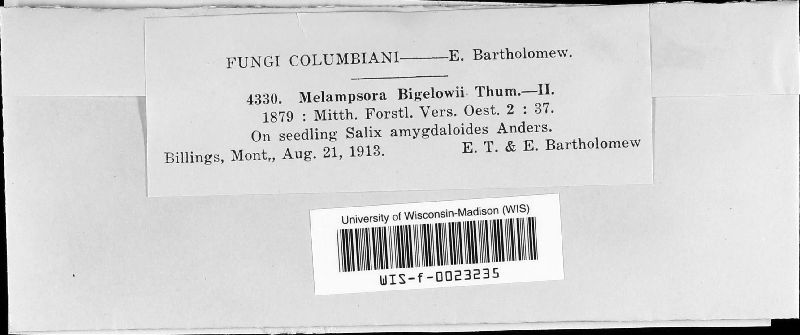 FUNGI COLUMBIANI——E. Bartholomew.
4330. Melampsora Bigelowii Thum.—II.
1879 : Mitth. Forstl. Vers. Oest. 2 : 37.
On seedling Salix amygdaloides Anders.
Billings, Mont,, Aug. 21, 1913. E. T. & E. Bartholomew
University of Wisconsin-Madison (WIS)
WIS-f-0023235